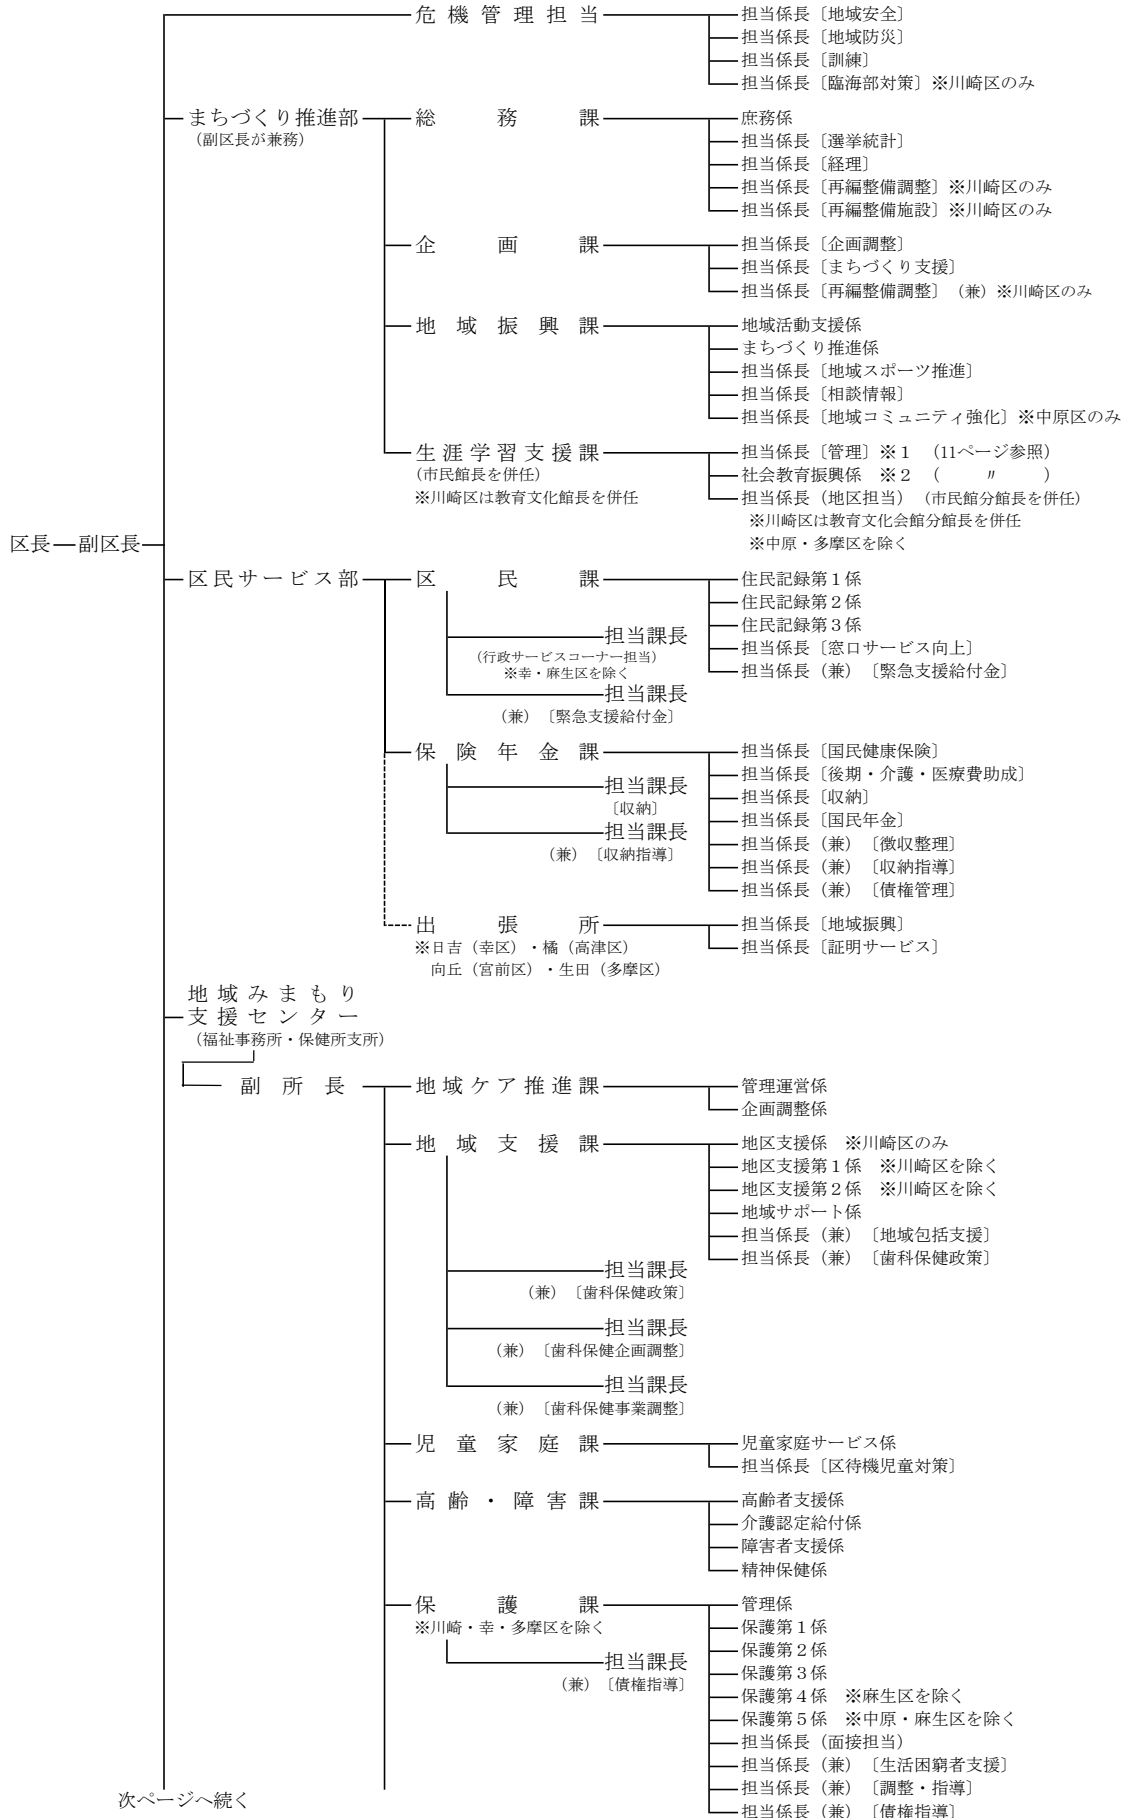 危機管理担当 担当係長〔地域安全〕
担当係長〔地域防災〕
担当係長〔訓練〕
担当係長〔臨海部対策〕※川崎区のみ
まちづくり推進部 総務課 庶務係
（副区長が兼務） 担当係長〔選挙統計〕
担当係長〔経理〕
担当係長〔再編整備調整〕※川崎区のみ
担当係長〔再編整備施設〕※川崎区のみ
企画課 担当係長〔企画調整〕
担当係長〔まちづくり支援〕
担当係長〔再編整備調整〕（兼）※川崎区のみ
地域振興課 地域活動支援係
まちづくり推進係
担当係長〔地域スポーツ推進〕
担当係長〔相談情報〕
担当係長〔地域コミュニティ強化〕※中原区のみ
生涯学習支援課 担当係長〔管理〕※１　（11ページ参照）
（市民館長を併任） 社会教育振興係　※２　（　　〃　　）
※川崎区は教育文化館長を併任 担当係長（地区担当）（市民館分館長を併任）
※川崎区は教育文化会館分館長を併任
区長 副区長 ※中原・多摩区を除く
区民サービス部 区民課 住民記録第１係
住民記録第２係
住民記録第３係
担当課長 担当係長〔窓口サービス向上〕
（行政サービスコーナー担当） 担当係長（兼）〔緊急支援給付金〕
※幸・麻生区を除く
担当課長
（兼）〔緊急支援給付金〕
保険年金課 担当係長〔国民健康保険〕
担当係長〔後期・介護・医療費助成〕
担当課長 担当係長〔収納〕
〔収納〕 担当係長〔国民年金〕
担当課長 担当係長（兼）〔徴収整理〕
（兼）〔収納指導〕 担当係長（兼）〔収納指導〕
担当係長（兼）〔債権管理〕
出張所 担当係長〔地域振興〕
※日吉（幸区）・橘（高津区） 担当係長〔証明サービス〕
向丘（宮前区）・生田（多摩区）
地域みまもり
支援センター
（福祉事務所・保健所支所）
副所長 地域ケア推進課 管理運営係
企画調整係
地域支援課 地区支援係　※川崎区のみ
地区支援第１係　※川崎区を除く
地区支援第２係　※川崎区を除く
地域サポート係
担当係長（兼）〔地域包括支援〕
担当係長（兼）〔歯科保健政策〕
担当課長
（兼）〔歯科保健政策〕
担当課長
（兼）〔歯科保健企画調整〕
担当課長
（兼）〔歯科保健事業調整〕
児童家庭課 児童家庭サービス係
担当係長〔区待機児童対策〕
高齢・障害課 高齢者支援係
介護認定給付係
障害者支援係
精神保健係
保護課 管理係
※川崎・幸・多摩区を除く 保護第１係
保護第２係
担当課長 保護第３係
（兼）〔債権指導〕 保護第４係　※麻生区を除く
保護第５係　※中原・麻生区を除く
担当係長（面接担当）
担当係長（兼）〔生活困窮者支援〕
担当係長（兼）〔調整・指導〕
次ページへ続く 担当係長（兼）〔債権指導〕